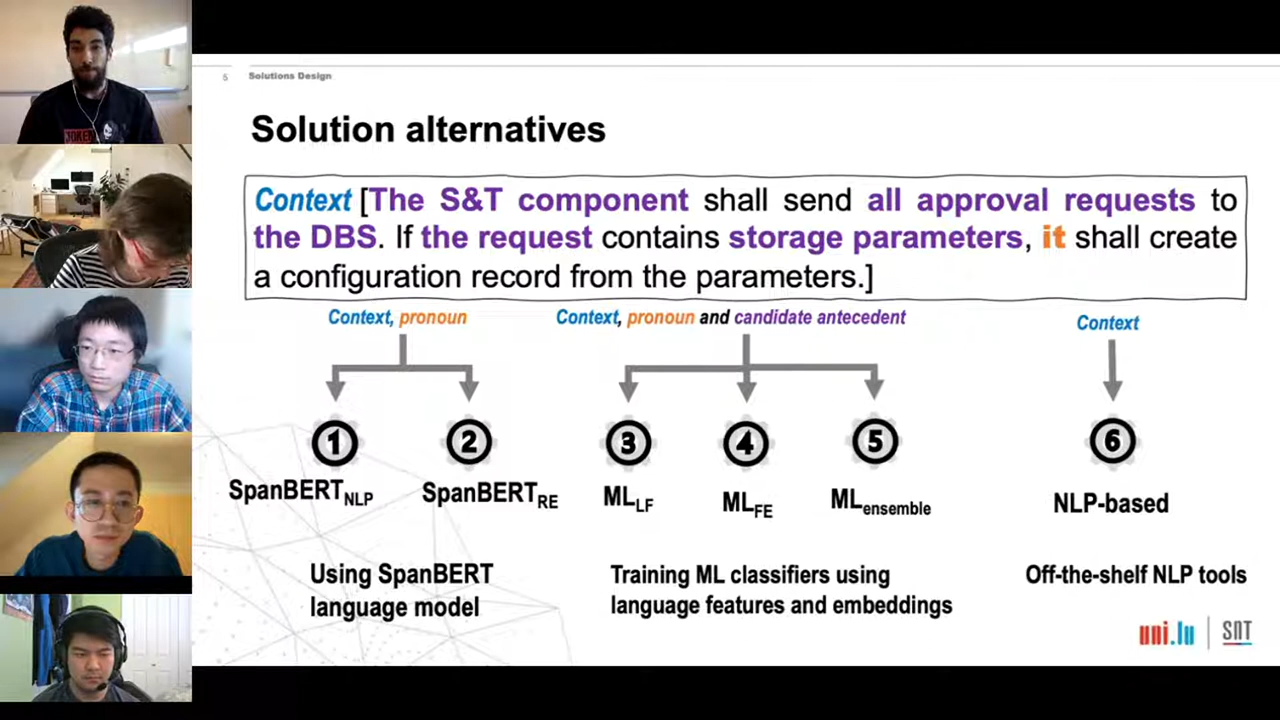 5 Solutions Design
Solution alternatives
Context [The S&T component shall send all approval requests to
the DBS. If the request contains storage parameters, it shall create
a configuration record from the parameters.]
Context, pronoun
Context, pronoun and candidate antecedent
Context
1 2 3 4 5 6
SpanBERTNLP SpanBERTRE MLLF MLFE MLensemble NLP-based
Using SpanBERT
language model
Training ML classifiers using
language features and embeddings
Off-the-shelf NLP tools
uni.lu SNT
JOKER